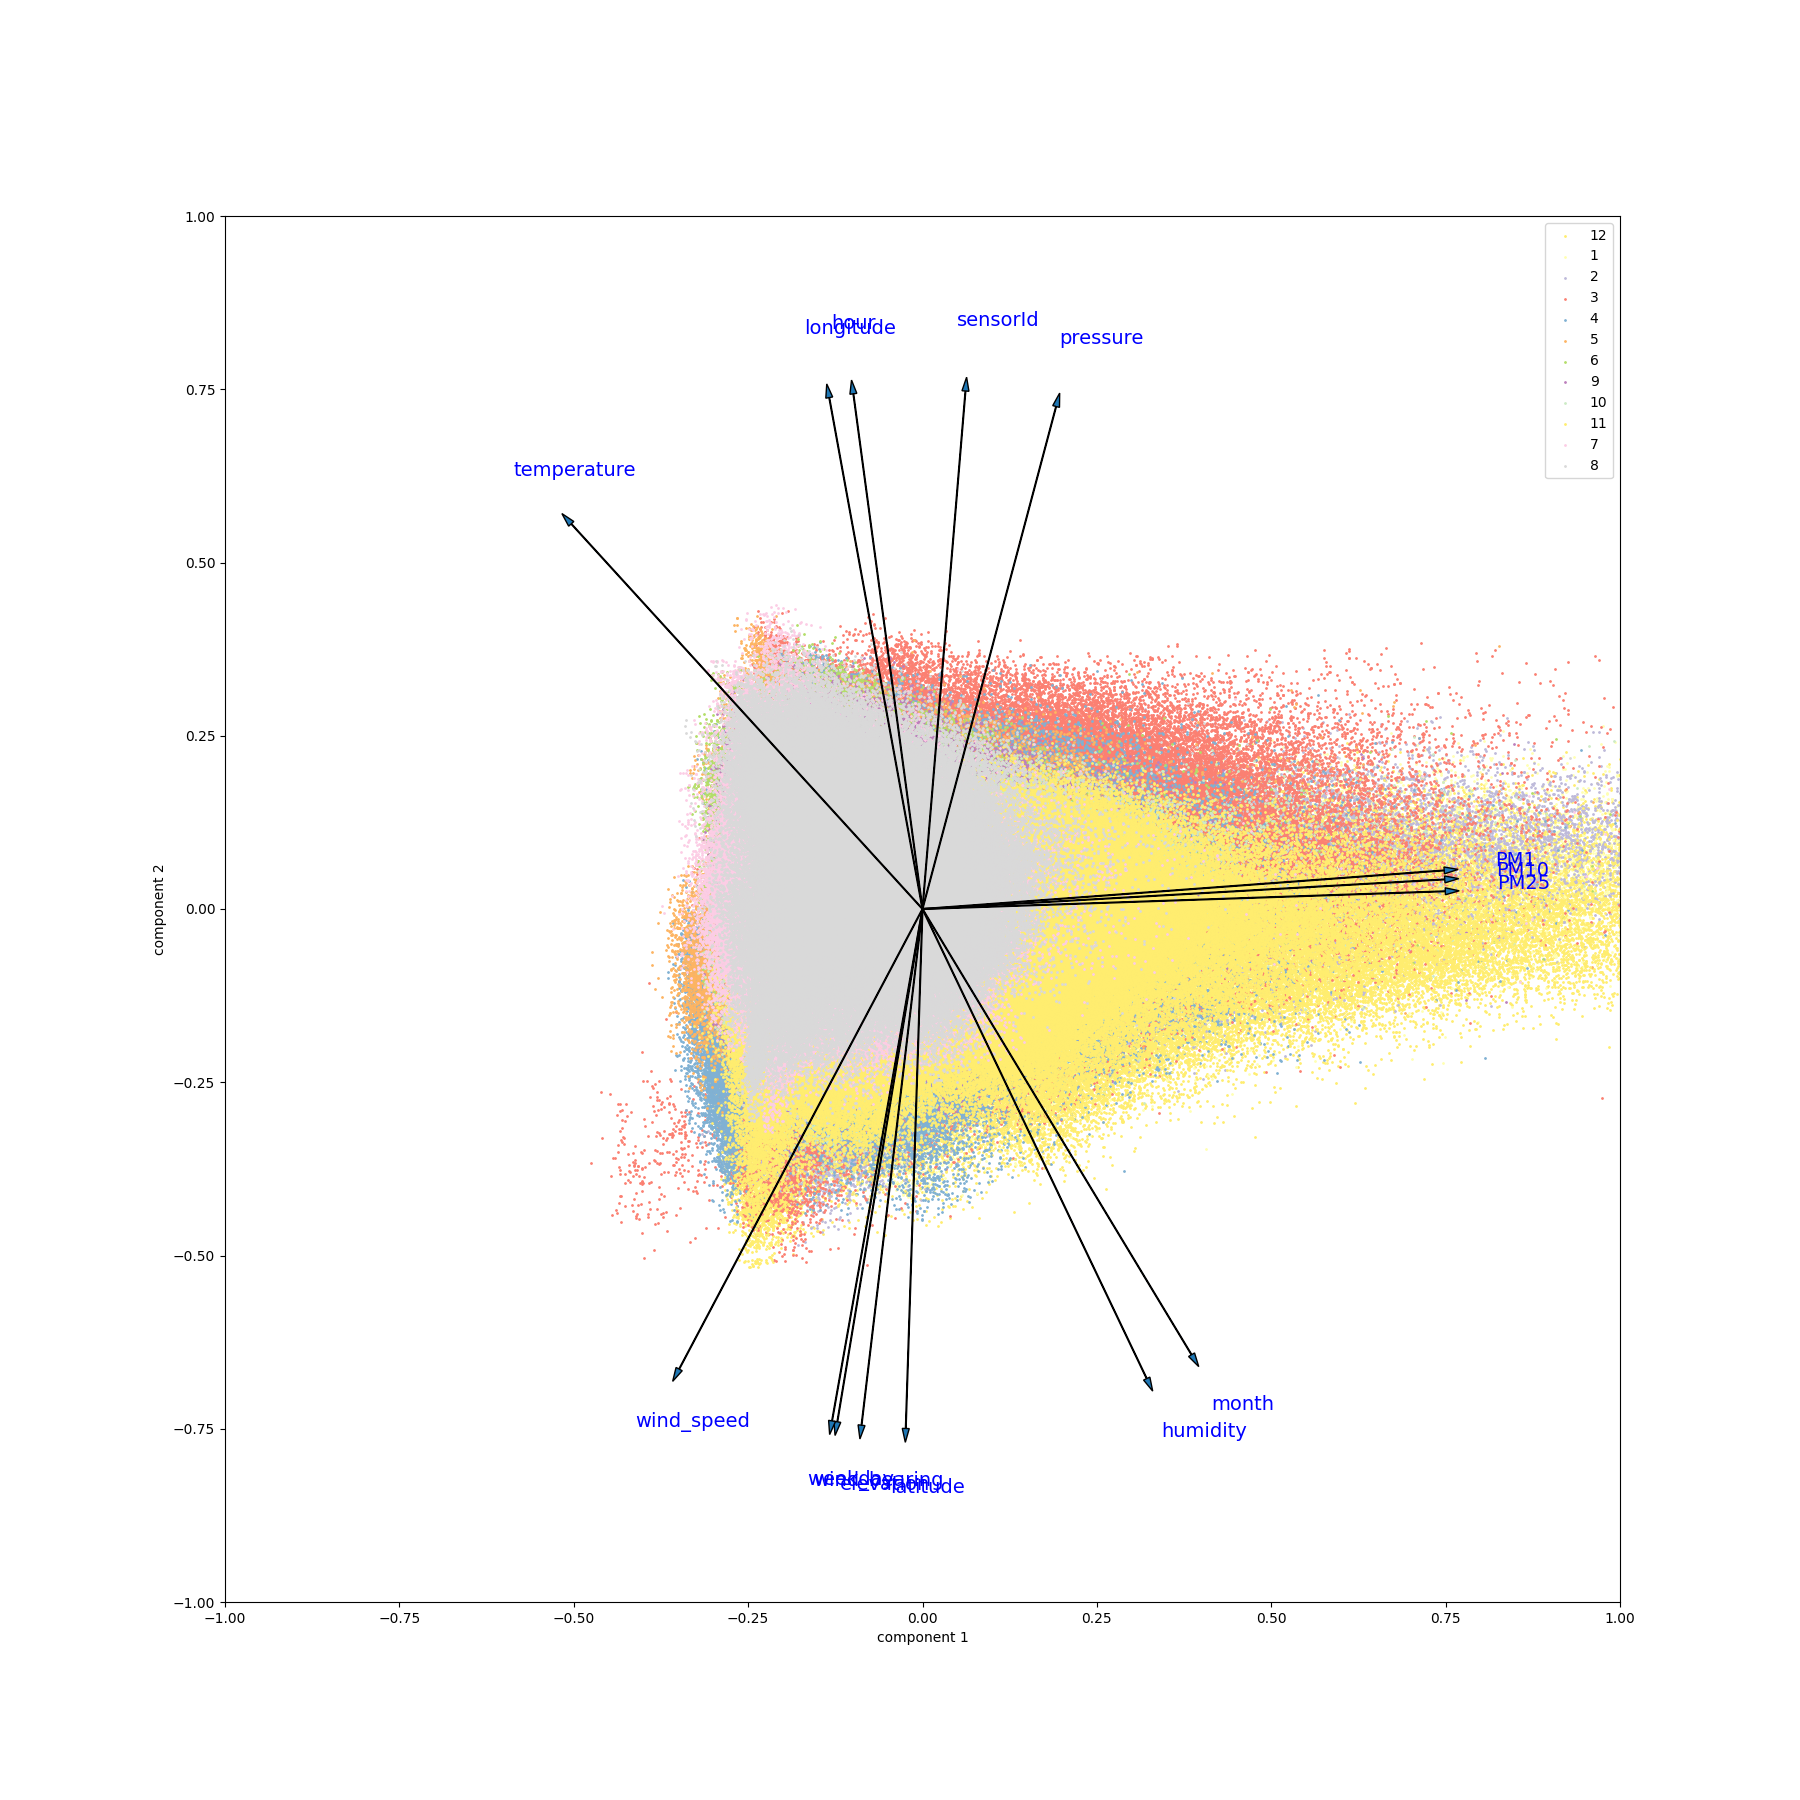 1.00
0.75
0.50
0.25
0.00
−0.25
−0.50
−0.75
−1.00
component 2
12
1
2
3
4
5
6
9
10
11
7
8
hour
longitude
sensorId
pressure
temperature
PM1
PM10
PM25
wind_speed
month
humidity
weekday
wind_bearing
elevation
latitude
−1.00 −0.75 −0.50 −0.25 0.00 0.25 0.50 0.75 1.00
component 1